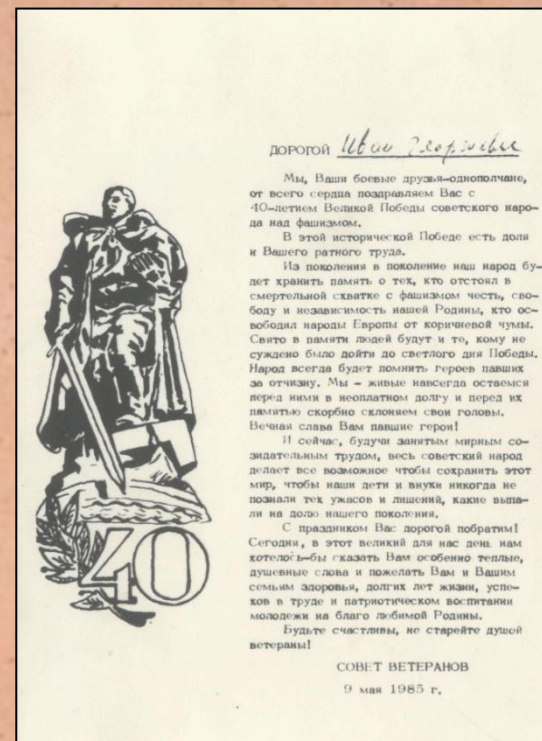 ДОРОГОЙ Иван Георгиевич
Мы, Ваши боевые друзья-однополчане,
от всего сердца поздравляем Вас с
40-летием Великой Победы советского наро-
да над фашизмом.
В этой исторической Победе есть доля
и Вашего ратного труда.
Из поколения в поколение наш народ бу-
дет хранить память о тех, кто отстоял в
смертельной схватке с фашизмом честь, сво-
боду и независимость нашей Родины, кто ос-
вободил народы Европы от коричневой чумы.
Свято в памяти людей будут и те, кому не
суждено было дойти до светлого дня Победы.
Народ всегда будет помнить героев павших
за отчизну. Мы - живые навсегда остаемся
перед ними в неоплатном долгу и перед их
памятью скорбно склоняем свои головы.
Вечная слава Вам павшие герои!
И сейчас, будучи занятым мирным со-
зидательным трудом, весь советский народ
делает все возможное чтобы сохранить этот
мир, чтобы наши дети и внуки никогда не
познали тех ужасов и лишений, какие выпа-
ли на долю нашего поколения.
С праздником Вас дорогой побратим!
Сегодня, в этот великий для нас день нам
хотелось-бы сказать Вам особенно теплые,
душевные слова и пожелать Вам и Вашим
семьям здоровья, долгих лет жизни, успе-
хов в труде и патриотическом воспитании
молодежи на благо любимой Родины.
Будьте счастливы, не старейте душой
ветераны!
СОВЕТ ВЕТЕРАНОВ
9 мая 1985 г.
40